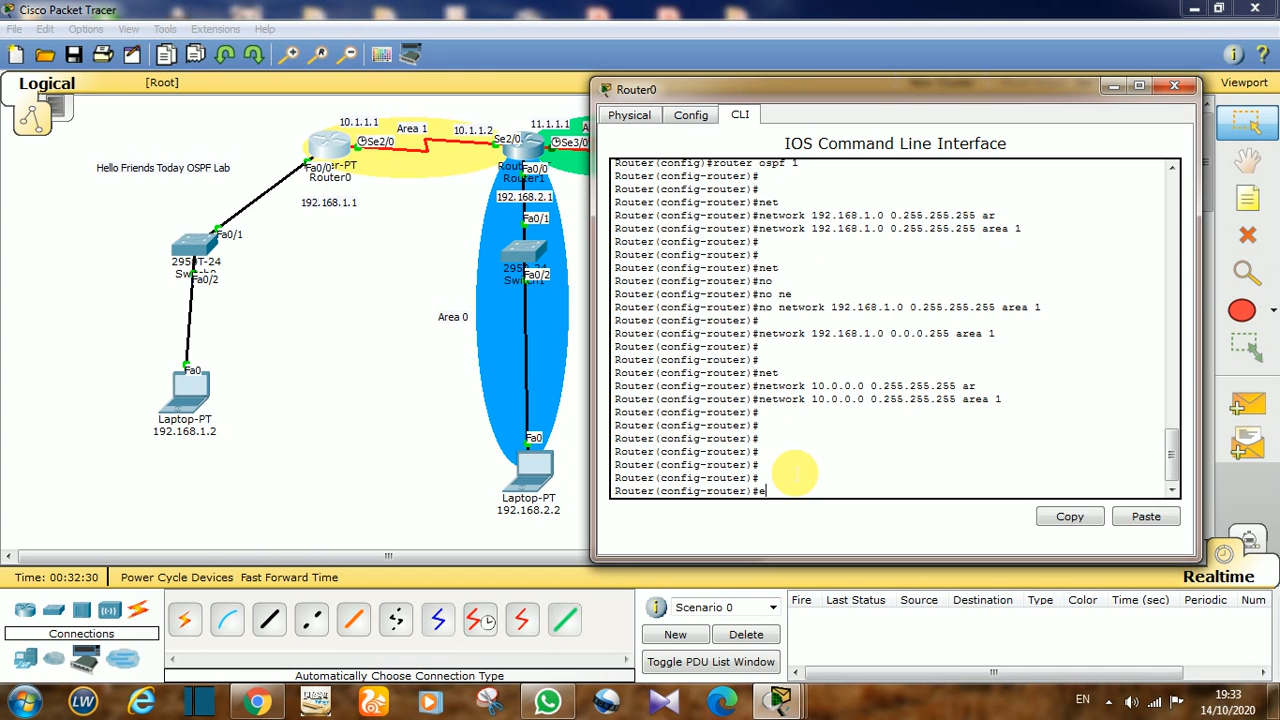 Cisco Packet Tracer
File Edit Options View Tools Extensions Help
Logical
[Root]
Viewport
Hello Friends Today OSPF Lab
10.1.1.1
Area 1
10.1.1.2
11.1.1.1
Se2/0
Se2/0
Se3/0
Fa0/0
Router0
192.168.1.1
Router1
Fa0/0
192.168.2.1
Fa0/1
Fa0/1
2950T-24
Fa0/2
Fa0/2
Area 0
Fa0
Laptop-PT
192.168.1.2
Fa0
Laptop-PT
192.168.2.2
Router0
Physical Config CLI
IOS Command Line Interface
Router(config)#router ospf 1
Router(config-router)#
Router(config-router)#
Router(config-router)#net
Router(config-router)#network 192.168.1.0 0.255.255.255 ar
Router(config-router)#network 192.168.1.0 0.255.255.255 area 1
Router(config-router)#
Router(config-router)#
Router(config-router)#net
Router(config-router)#no
Router(config-router)#no ne
Router(config-router)#no network 192.168.1.0 0.255.255.255 area 1
Router(config-router)#
Router(config-router)#network 192.168.1.0 0.0.0.255 area 1
Router(config-router)#
Router(config-router)#
Router(config-router)#net
Router(config-router)#network 10.0.0.0 0.255.255.255 ar
Router(config-router)#network 10.0.0.0 0.255.255.255 area 1
Router(config-router)#
Router(config-router)#
Router(config-router)#
Router(config-router)#
Router(config-router)#
Router(config-router)#
Router(config-router)#e
Copy Paste
Time: 00:32:30 Power Cycle Devices Fast Forward Time
Realtime
Connections
Automatically Choose Connection Type
Scenario 0
New Delete
Toggle PDU List Window
Fire Last Status Source Destination Type Color Time (sec) Periodic Num
LW
EN
19:33
14/10/2020